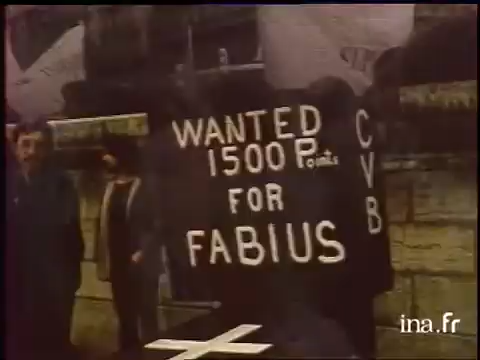 WANTED
1500 Points
FOR
FABIUS
CVB
ina.fr